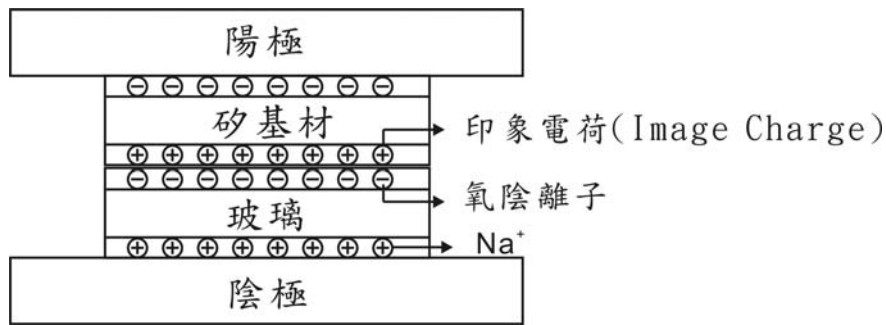 陽極
矽基材
印象電荷(Image Charge)
氧陰離子
玻璃
Na⁺
陰極